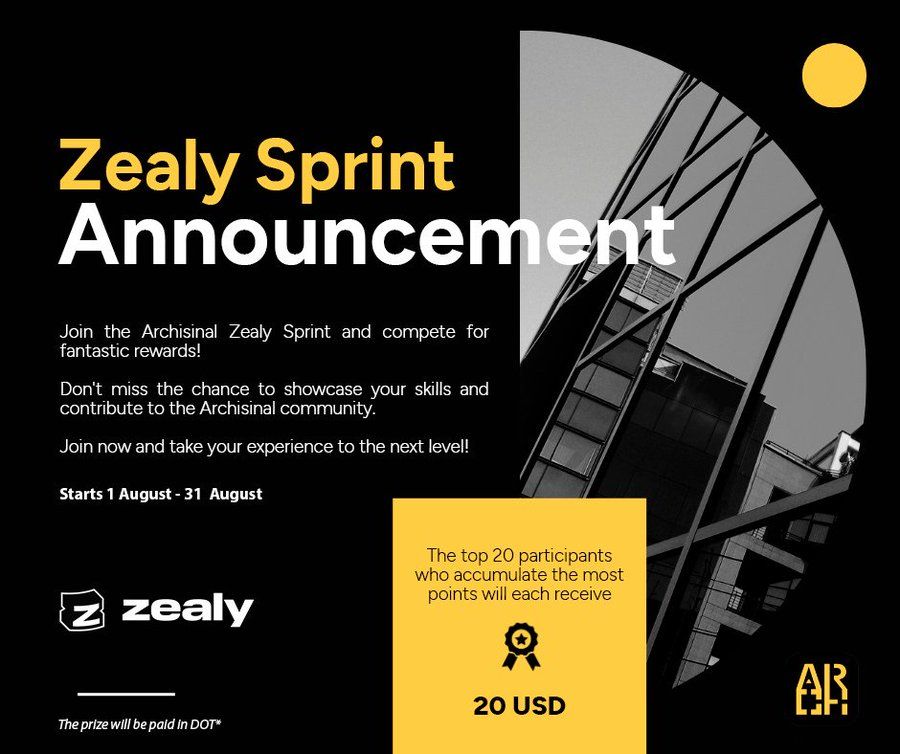 Zealy Sprint
Announcement
Join the Archisinal Zealy Sprint and compete for
fantastic rewards!
Don't miss the chance to showcase your skills and
contribute to the Archisinal community.
Join now and take your experience to the next level!
Starts 1 August - 31 August
The top 20 participants
who accumulate the most
points will each receive
20 USD
z zealy
The prize will be paid in DOT*
AR
CH